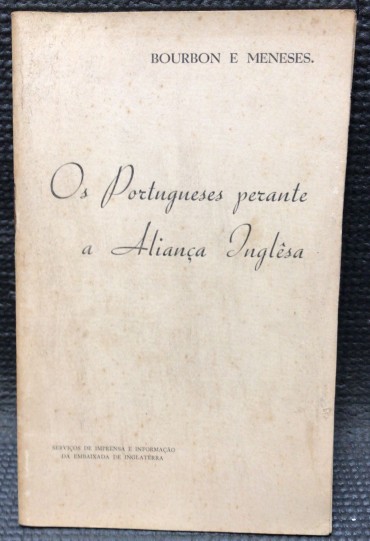 BOURBON E MENESES.
Os Portugueses perante
a Aliança Inglêsa
SERVIÇOS DE IMPRENSA E INFORMAÇÃO
DA EMBAIXADA DE INGLATERRA